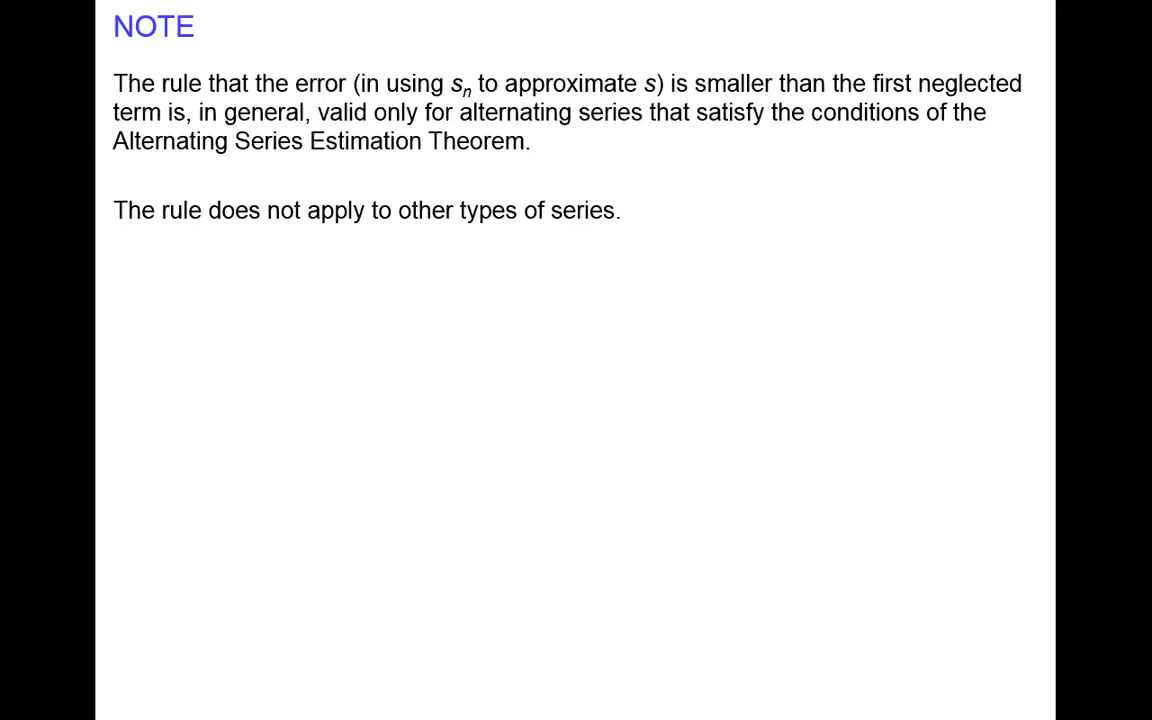 NOTE
The rule that the error (in using sₙ to approximate s) is smaller than the first neglected
term is, in general, valid only for alternating series that satisfy the conditions of the
Alternating Series Estimation Theorem.
The rule does not apply to other types of series.